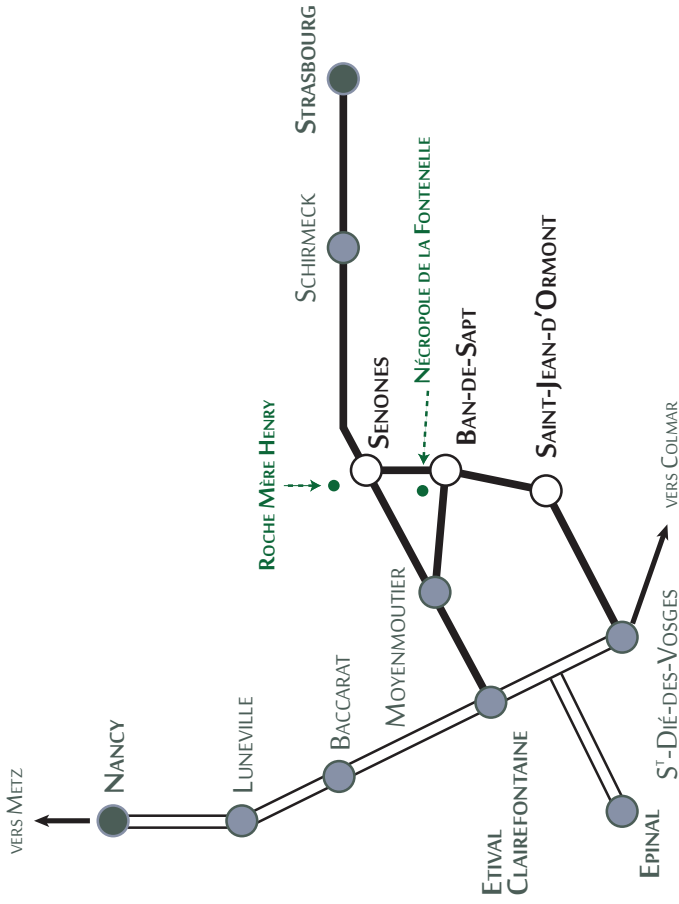 vers Metz
Nancy
Luneville
Baccarat
Moyenmoutier
Etival
Clairefontaine
Epinal
St-Dié-des-Vosges
vers Colmar
Roche Mère Henry
Senones
Nécropole de la Fontenelle
Ban-de-Sapt
Saint-Jean-d'Ormont
Schirmeck
Strasbourg